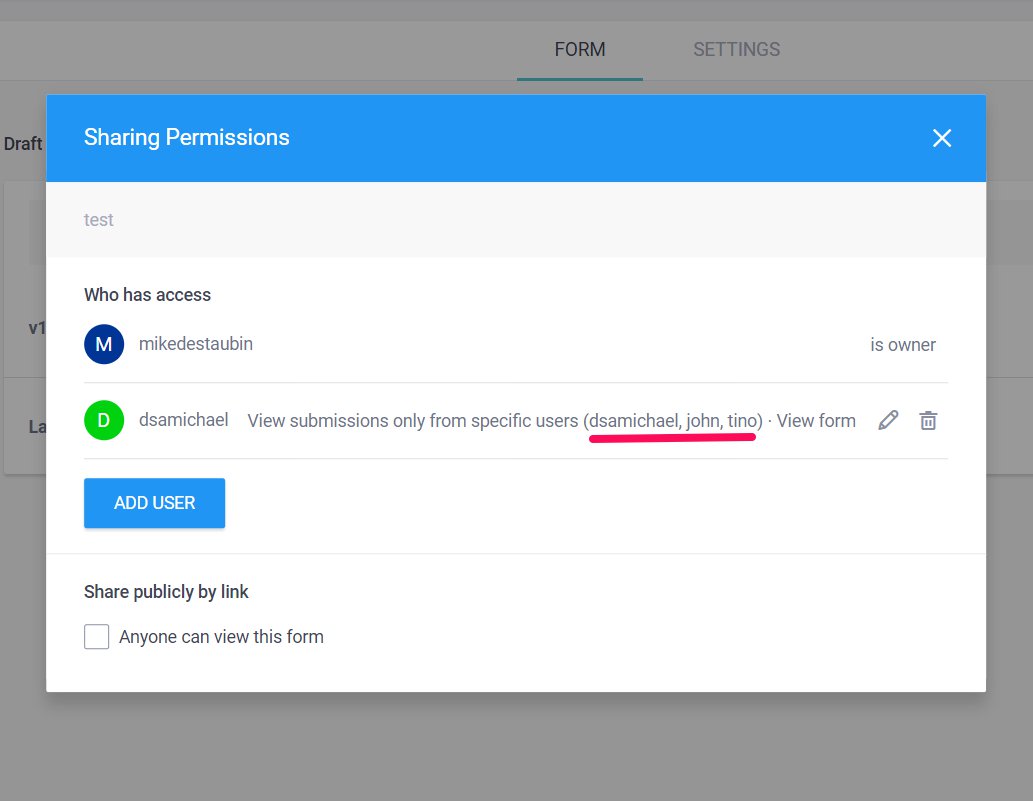 FORM SETTINGS
Sharing Permissions
Draft
test
Who has access
v1
M mikedestaubin is owner
D dsamichael View submissions only from specific users (dsamichael, john, tino) · View form
La
ADD USER
Share publicly by link
Anyone can view this form